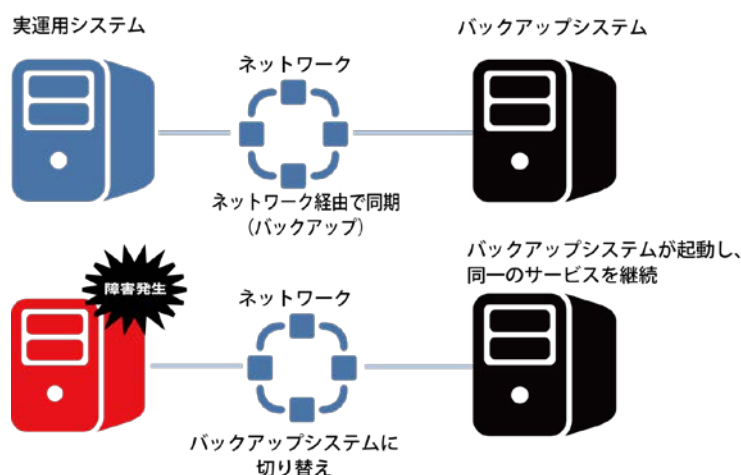 実運用システム
バックアップシステム
ネットワーク
ネットワーク経由で同期
(バックアップ)
障害発生
ネットワーク
バックアップシステムが起動し、
同一のサービスを継続
バックアップシステムに
切り替え